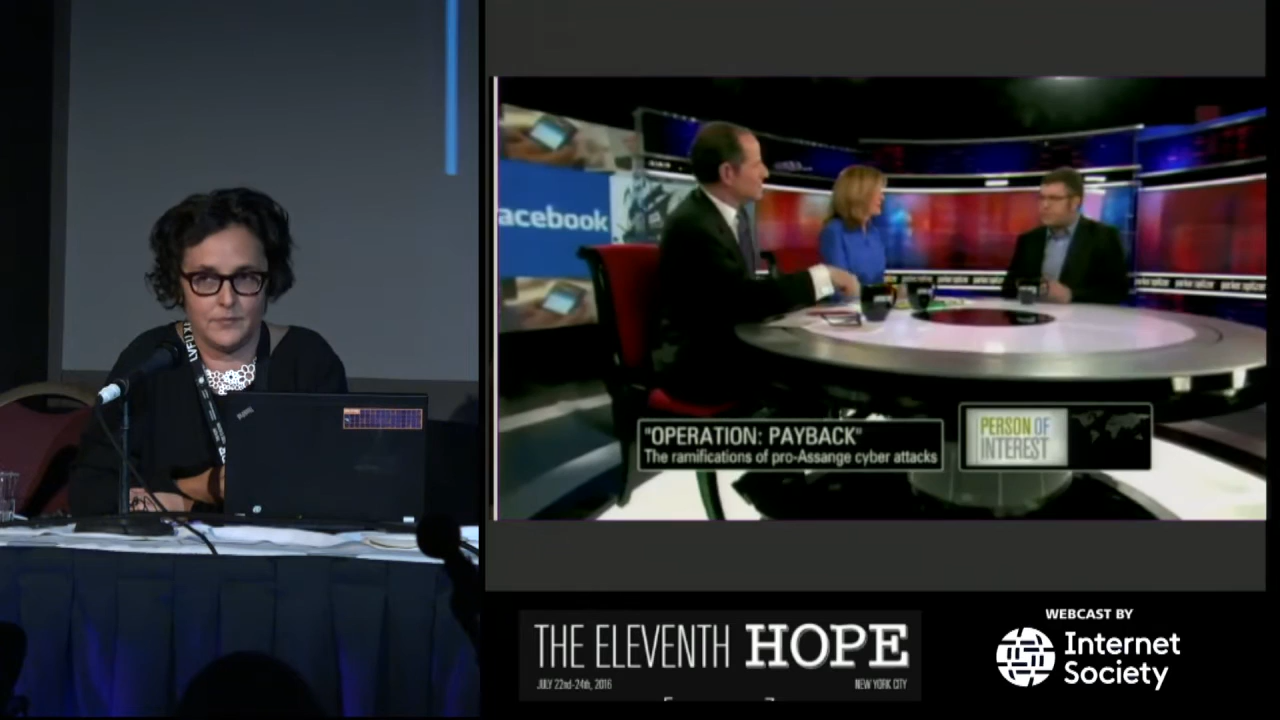 acebook
"OPERATION: PAYBACK"
The ramifications of pro-Assange cyber attacks
PERSON OF
INTEREST
THE ELEVENTH HOPE
JULY 22nd-24th, 2016
NEW YORK CITY
WEBCAST BY
Internet
Society